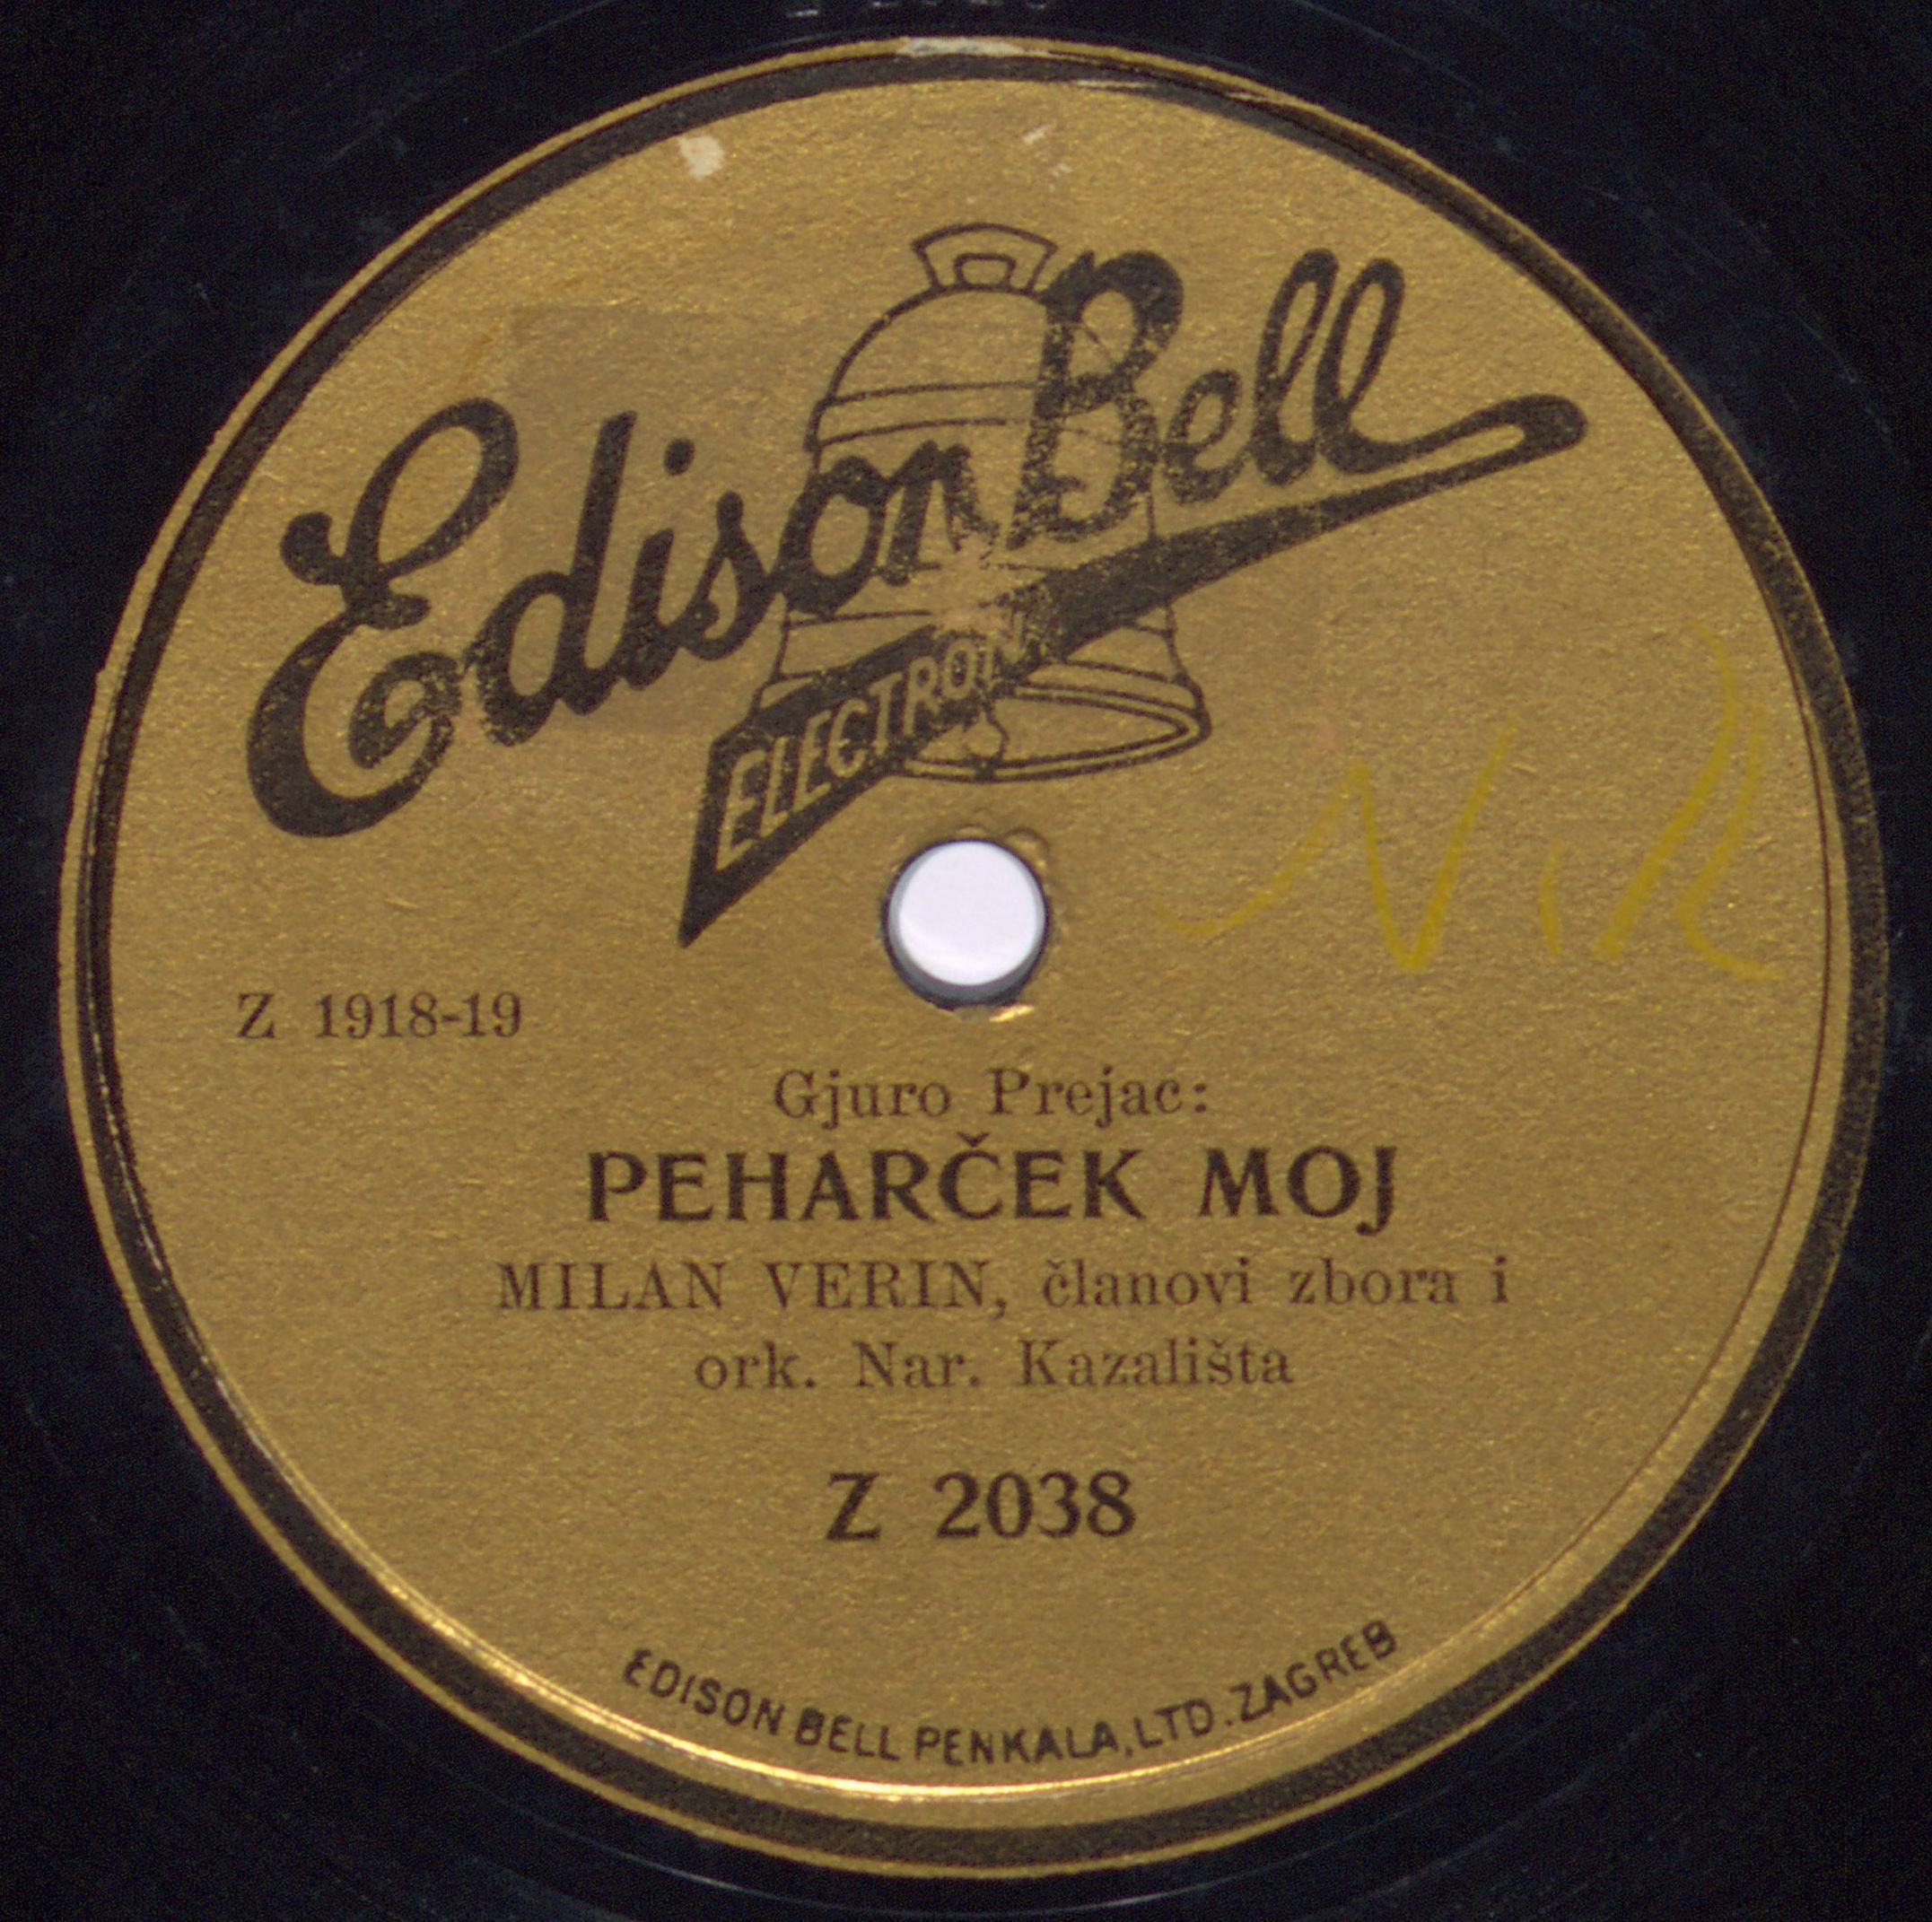 Edison Bell
ELECTRON
Z 1918-19
Gjuro Prejac:
PEHARČEK MOJ
MILAN VERIN, članovi zbora i
ork. Nar. Kazališta
Z 2038
EDISON BELL PENKALA, LTD. ZAGREB